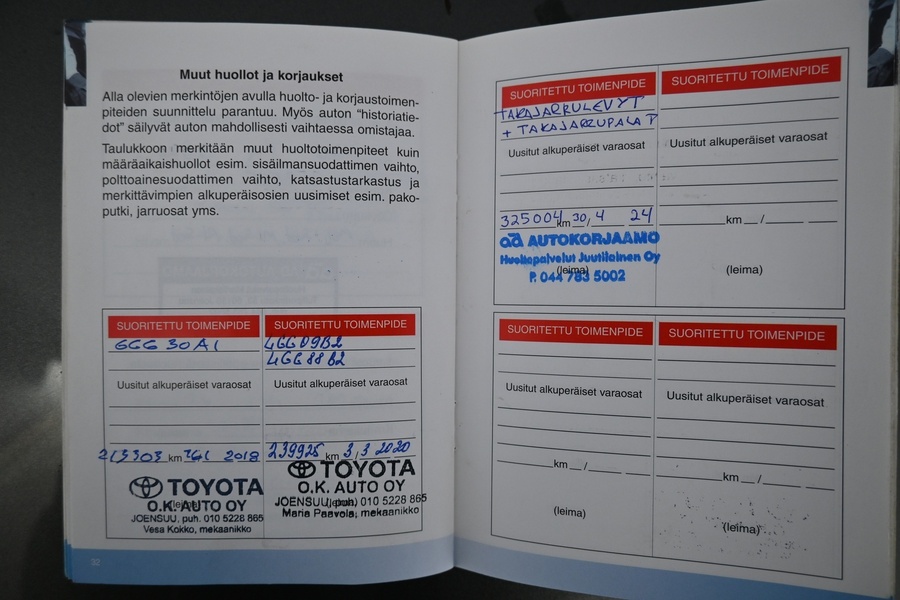 Muut huollot ja korjaukset
Alla olevien merkintöjen avulla huolto- ja korjaustoimen-
piteiden suunnittelu parantuu. Myös auton "historiatie-
dot" säilyvät auton mahdollisesti vaihtaessa omistajaa.
Taulukkoon merkitään muut huoltotoimenpiteet kuin
määräaikaishuollot esim. sisäilmansuodattimen vaihto,
polttoainesuodattimen vaihto, katsastustarkastus ja
merkittävimpien alkuperäisosien uusimiset esim. pako-
putki, jarruosat yms.
SUORITETTU TOIMENPIDE
6GG 30A1
Uusitut alkuperäiset varaosat
213303 km 2018
(leima)
TOYOTA
O.K. AUTO OY
JOENSUU, puh. 010 5228 865
Vesa Kokko, mekaanikko
SUORITETTU TOIMENPIDE
4GG09B2
4GG88B2
Uusitut alkuperäiset varaosat
239925 km 3/3 2020
(leima)
TOYOTA
O.K. AUTO OY
JOENSUU, puh. 010 5228 865
Maria Paavola, mekaanikko
32
SUORITETTU TOIMENPIDE
TAKAJARRULEVYT
+ TAKAJARRUPALAT
Uusitut alkuperäiset varaosat
325004 km 30/4 24
ad AUTOKORJAAMO
Huoltopalvelut Juutilainen Oy
(leima)
P. 044 783 5002
SUORITETTU TOIMENPIDE
Uusitut alkuperäiset varaosat
km /
(leima)
SUORITETTU TOIMENPIDE
Uusitut alkuperäiset varaosat
km /
(leima)
SUORITETTU TOIMENPIDE
Uusitut alkuperäiset varaosat
km /
(leima)